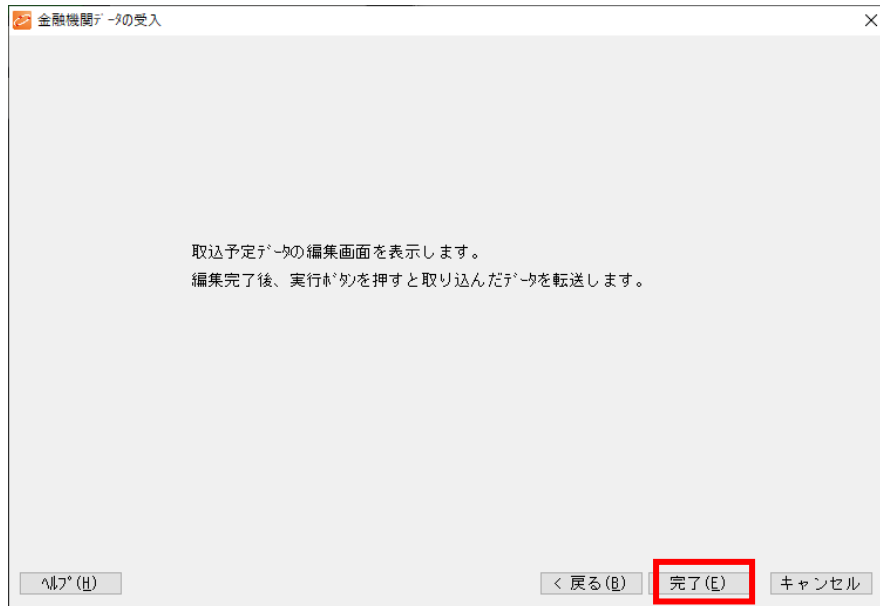 金融機関ﾃﾞｰﾀの受入
取込予定ﾃﾞｰﾀの編集画面を表示します。
編集完了後、実行ﾎﾞﾀﾝを押すと取り込んだﾃﾞｰﾀを転送します。
ﾍﾙﾌﾟ(H)
< 戻る(B)
完了(E)
キャンセル